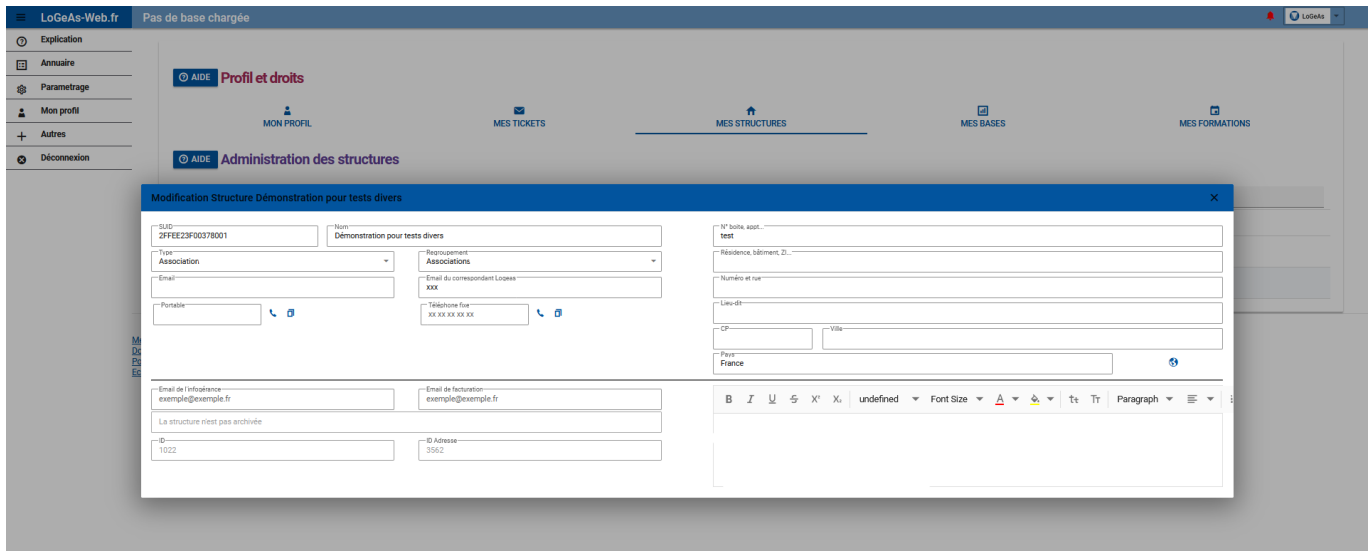 LoGeAs-Web.fr
Pas de base chargée
LoGeAs
Explication
Annuaire
Parametrage
Mon profil
Autres
Déconnexion
AIDE Profil et droits
MON PROFIL
MES TICKETS
MES STRUCTURES
MES BASES
MES FORMATIONS
AIDE Administration des structures
Modification Structure Démonstration pour tests divers
SUID
2FFEE23F00378001
Nom
Démonstration pour tests divers
Type
Association
Regroupement
Associations
Email
Email du correspondant Logeas
xxx
Portable
Téléphone fixe
xx xx xx xx xx
N° boite, appt...
test
Résidence, bâtiment, ZI...
Numéro et rue
Lieu-dit
CP
Ville
Pays
France
Email de l'infogérance
exemple@exemple.fr
Email de facturation
exemple@exemple.fr
La structure n'est pas archivée
ID
1022
ID Adresse
3562
B I U S X² X₂ undefined Font Size A Tt Tr Paragraph